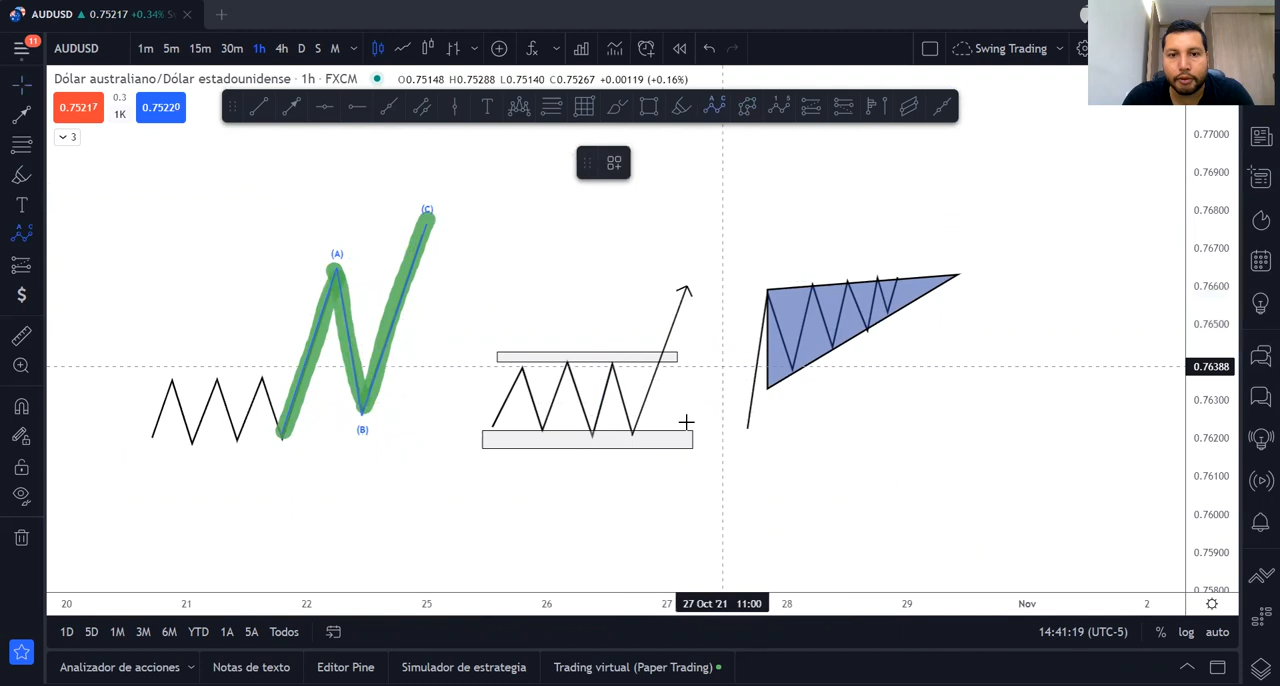 AUDUSD ▲ 0.75217 +0.34%
11
AUDUSD 1m 5m 15m 30m 1h 4h D S M Swing Trading
Dólar australiano/Dólar estadounidense · 1h · FXCM O0.75148 H0.75288 L0.75140 C0.75267 +0.00119 (+0.16%)
0.75217 0.3 1K 0.75220
3
0.77000
0.76900
0.76800
0.76700
0.76600
0.76500
0.76388
0.76300
0.76200
0.76100
0.76000
0.75900
0.75800
(A)
(B)
(C)
20 21 22 25 26 27 27 Oct '21 11:00 28 29 Nov 2
1D 5D 1M 3M 6M YTD 1A 5A Todos 14:41:19 (UTC-5) % log auto
Analizador de acciones Notas de texto Editor Pine Simulador de estrategia Trading virtual (Paper Trading)